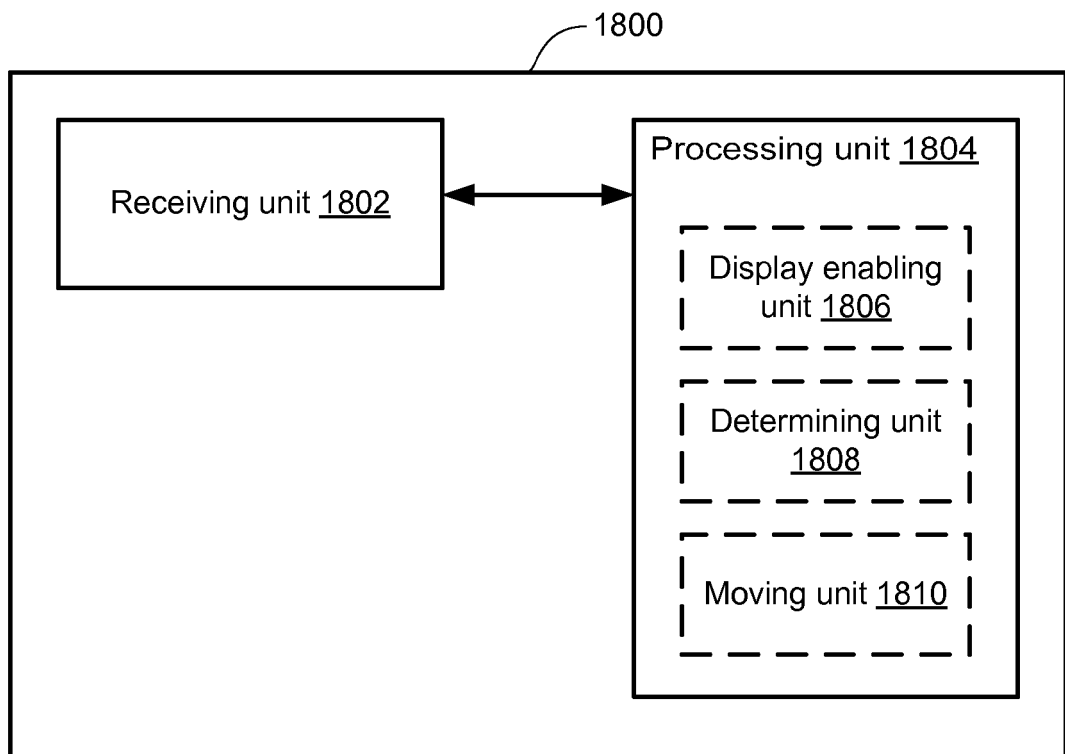 1800
Receiving unit 1802
Processing unit 1804
Display enabling
unit 1806
Determining unit
1808
Moving unit 1810